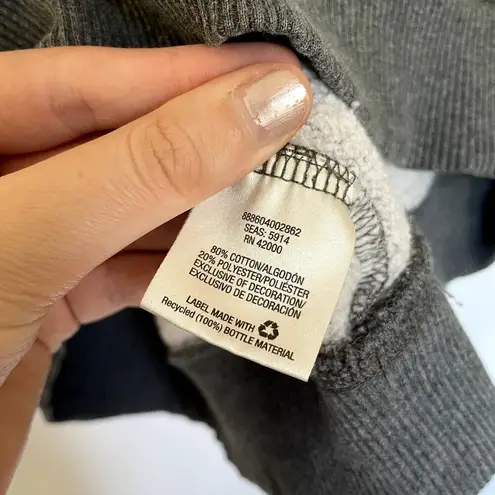 888604002862
SEAS: 5914
RN 42000
80% COTTON/ALGODÓN
20% POLYESTER/POLIÉSTER
EXCLUSIVE OF DECORATION/
EXCLUSIVO DE DECORACIÓN
LABEL MADE WITH
Recycled (100%) BOTTLE MATERIAL